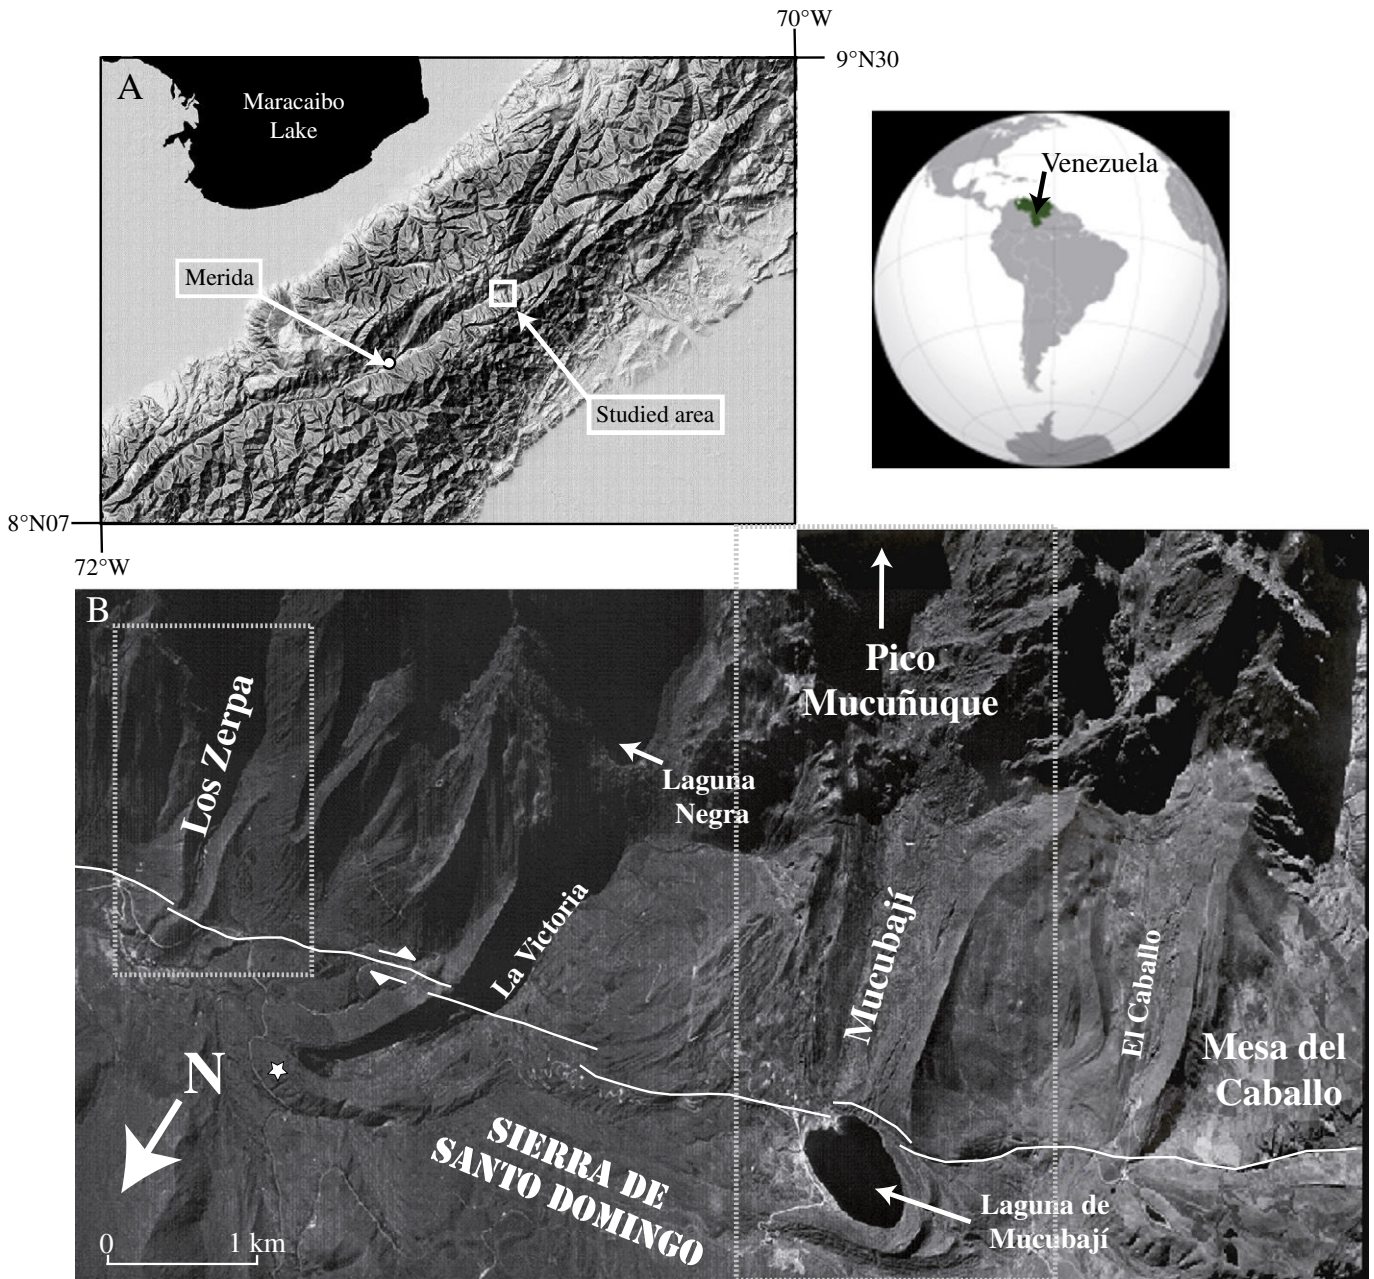 70°W
9°N30
A
Maracaibo
Lake
Venezuela
Merida
Studied area
8°N07
72°W
B
Pico
Mucuñuque
Los Zerpa
Laguna
Negra
La Victoria
Mucubají
El Caballo
Mesa del
Caballo
N
SIERRA DE
SANTO DOMINGO
Laguna de
Mucubají
0 1 km